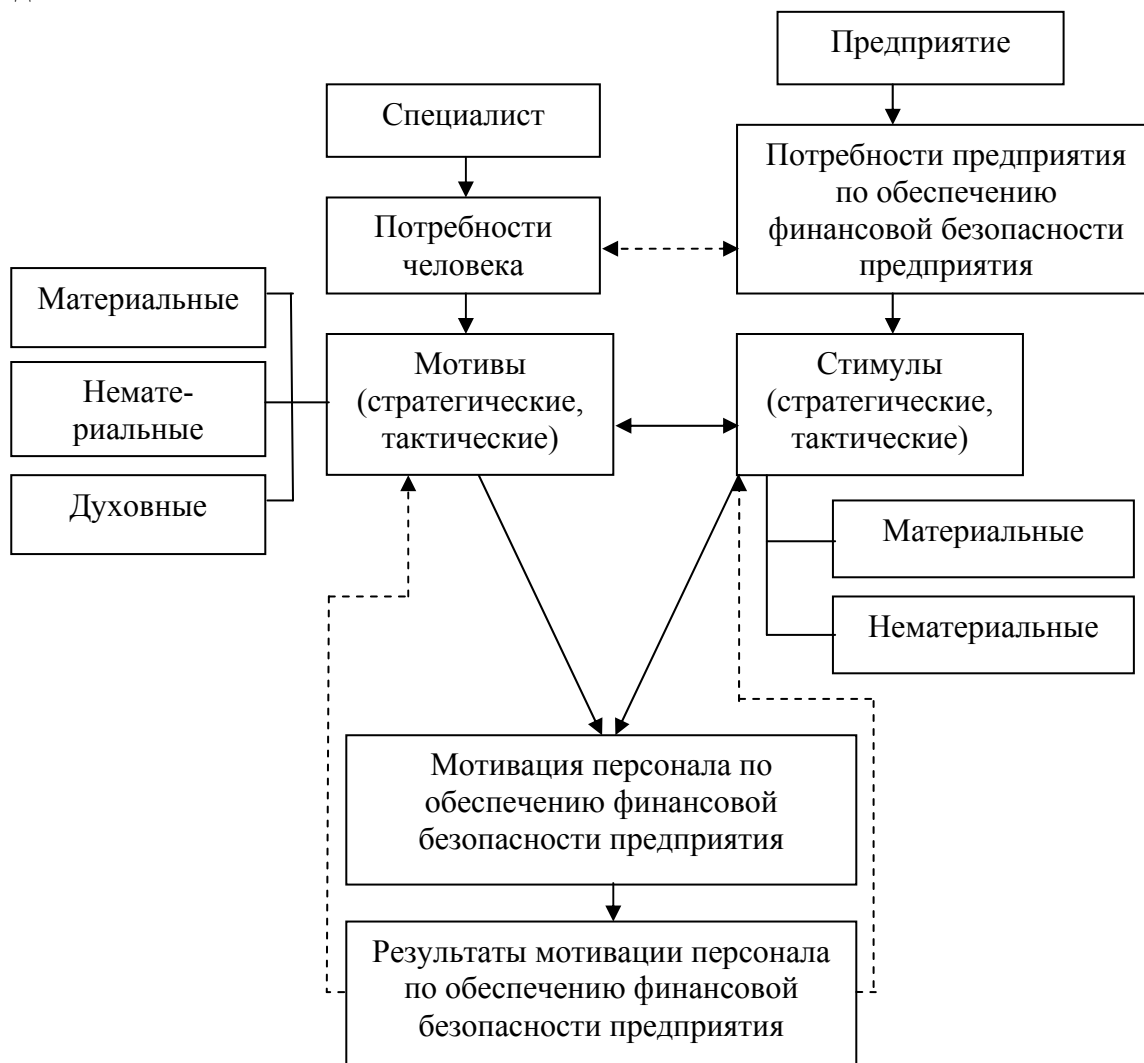 Предприятие
Специалист
Потребности предприятия
по обеспечению
финансовой безопасности
предприятия
Потребности
человека
Материальные
Немате-
риальные
Духовные
Мотивы
(стратегические,
тактические)
Стимулы
(стратегические,
тактические)
Материальные
Нематериальные
Мотивация персонала по
обеспечению финансовой
безопасности предприятия
Результаты мотивации персонала
по обеспечению финансовой
безопасности предприятия